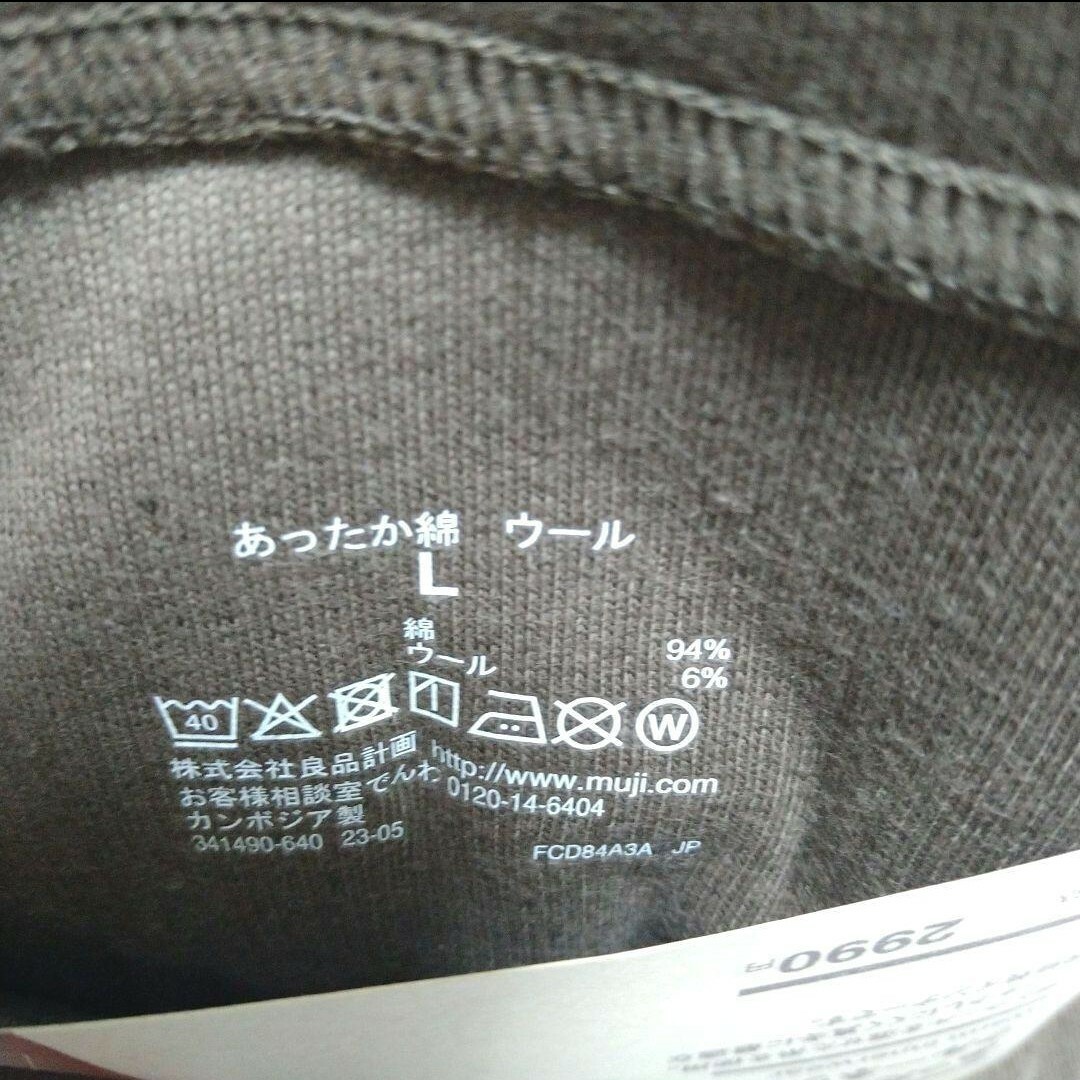 あったか綿 ウール
L
綿 94%
ウール 6%
40 W
株式会社良品計画 http://www.muji.com
お客様相談室でんわ 0120-14-6404
カンボジア製
341490-640 23-05 FCD84A3A JP
2990円